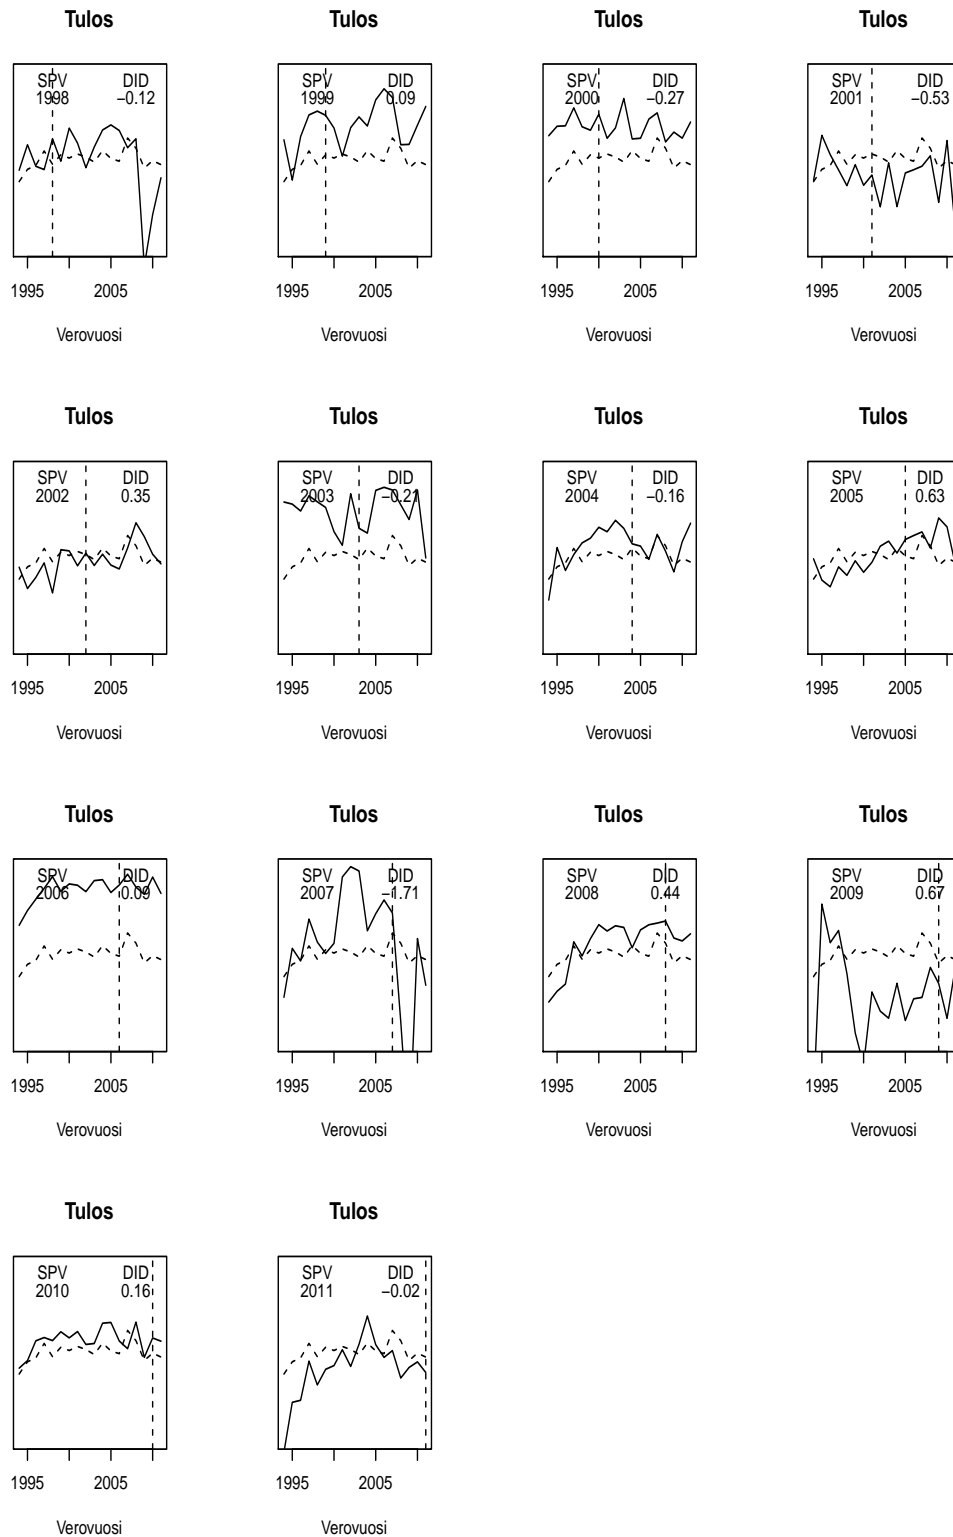 Tulos Tulos Tulos Tulos
SPV DID SPV DID SPV DID SPV DID
1998 −0.12 1999 0.09 2000 −0.27 2001 −0.53
1995 2005 1995 2005 1995 2005 1995 2005
Verovuosi Verovuosi Verovuosi Verovuosi
Tulos Tulos Tulos Tulos
SPV DID SPV DID SPV DID SPV DID
2002 0.35 2003 −0.21 2004 −0.16 2005 0.63
1995 2005 1995 2005 1995 2005 1995 2005
Verovuosi Verovuosi Verovuosi Verovuosi
Tulos Tulos Tulos Tulos
SPV DID SPV DID SPV DID SPV DID
2006 0.09 2007 −1.71 2008 0.44 2009 0.67
1995 2005 1995 2005 1995 2005 1995 2005
Verovuosi Verovuosi Verovuosi Verovuosi
Tulos Tulos
SPV DID SPV DID
2010 0.16 2011 −0.02
1995 2005 1995 2005
Verovuosi Verovuosi